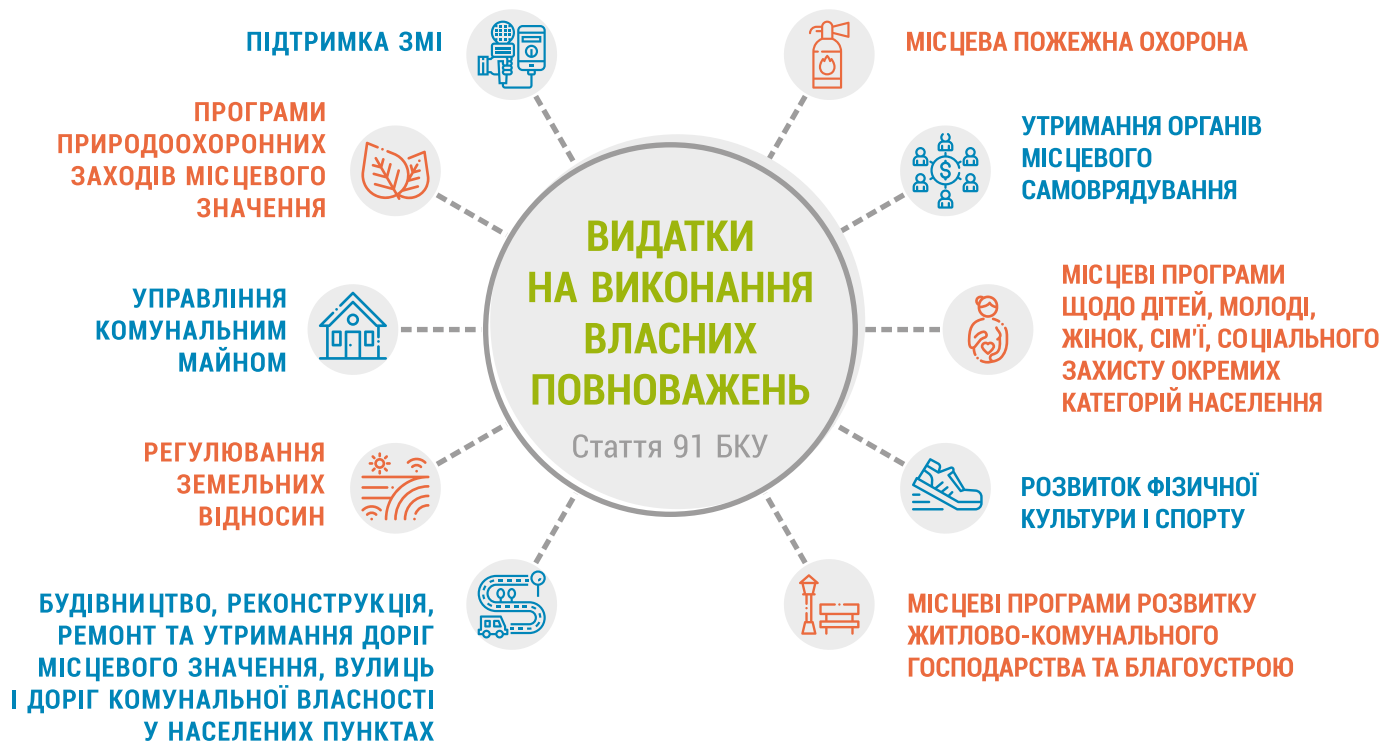 ВИДАТКИ
НА ВИКОНАННЯ
ВЛАСНИХ
ПОВНОВАЖЕНЬ
Стаття 91 БКУ
ПІДТРИМКА ЗМІ
ПРОГРАМИ
ПРИРОДООХОРОННИХ
ЗАХОДІВ МІСЦЕВОГО
ЗНАЧЕННЯ
УПРАВЛІННЯ
КОМУНАЛЬНИМ
МАЙНОМ
РЕГУЛЮВАННЯ
ЗЕМЕЛЬНИХ
ВІДНОСИН
БУДІВНИЦТВО, РЕКОНСТРУКЦІЯ,
РЕМОНТ ТА УТРИМАННЯ ДОРІГ
МІСЦЕВОГО ЗНАЧЕННЯ, ВУЛИЦЬ
І ДОРІГ КОМУНАЛЬНОЇ ВЛАСНОСТІ
У НАСЕЛЕНИХ ПУНКТАХ
МІСЦЕВА ПОЖЕЖНА ОХОРОНА
УТРИМАННЯ ОРГАНІВ
МІСЦЕВОГО
САМОВРЯДУВАННЯ
$
МІСЦЕВІ ПРОГРАМИ
ЩОДО ДІТЕЙ, МОЛОДІ,
ЖІНОК, СІМ'Ї, СОЦІАЛЬНОГО
ЗАХИСТУ ОКРЕМИХ
КАТЕГОРІЙ НАСЕЛЕННЯ
РОЗВИТОК ФІЗИЧНОЇ
КУЛЬТУРИ І СПОРТУ
МІСЦЕВІ ПРОГРАМИ РОЗВИТКУ
ЖИТЛОВО-КОМУНАЛЬНОГО
ГОСПОДАРСТВА ТА БЛАГОУСТРОЮ